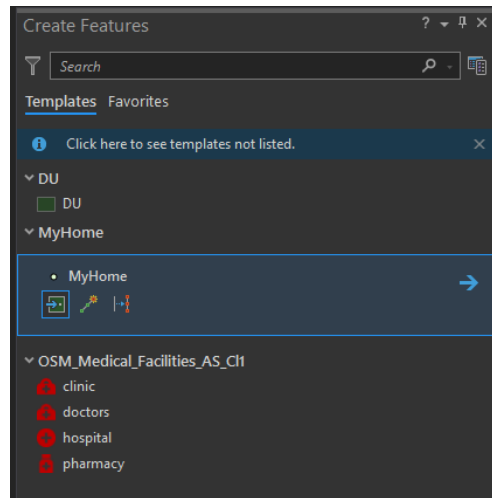 Create Features
?
Search
Templates Favorites
Click here to see templates not listed.
DU
DU
MyHome
MyHome
OSM_Medical_Facilities_AS_Cl1
clinic
doctors
hospital
pharmacy